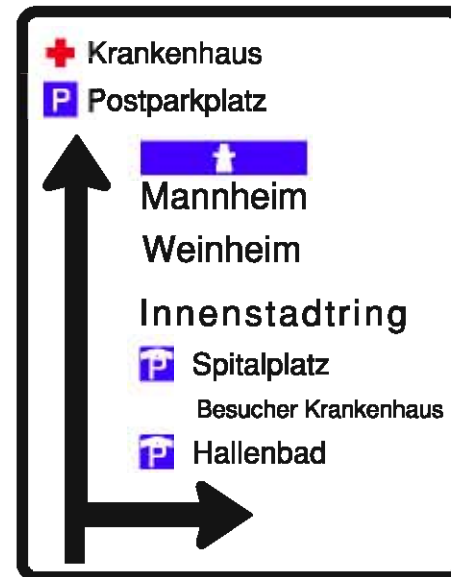 Krankenhaus
P Postparkplatz
Mannheim
Weinheim
Innenstadtring
P Spitalplatz
Besucher Krankenhaus
P Hallenbad